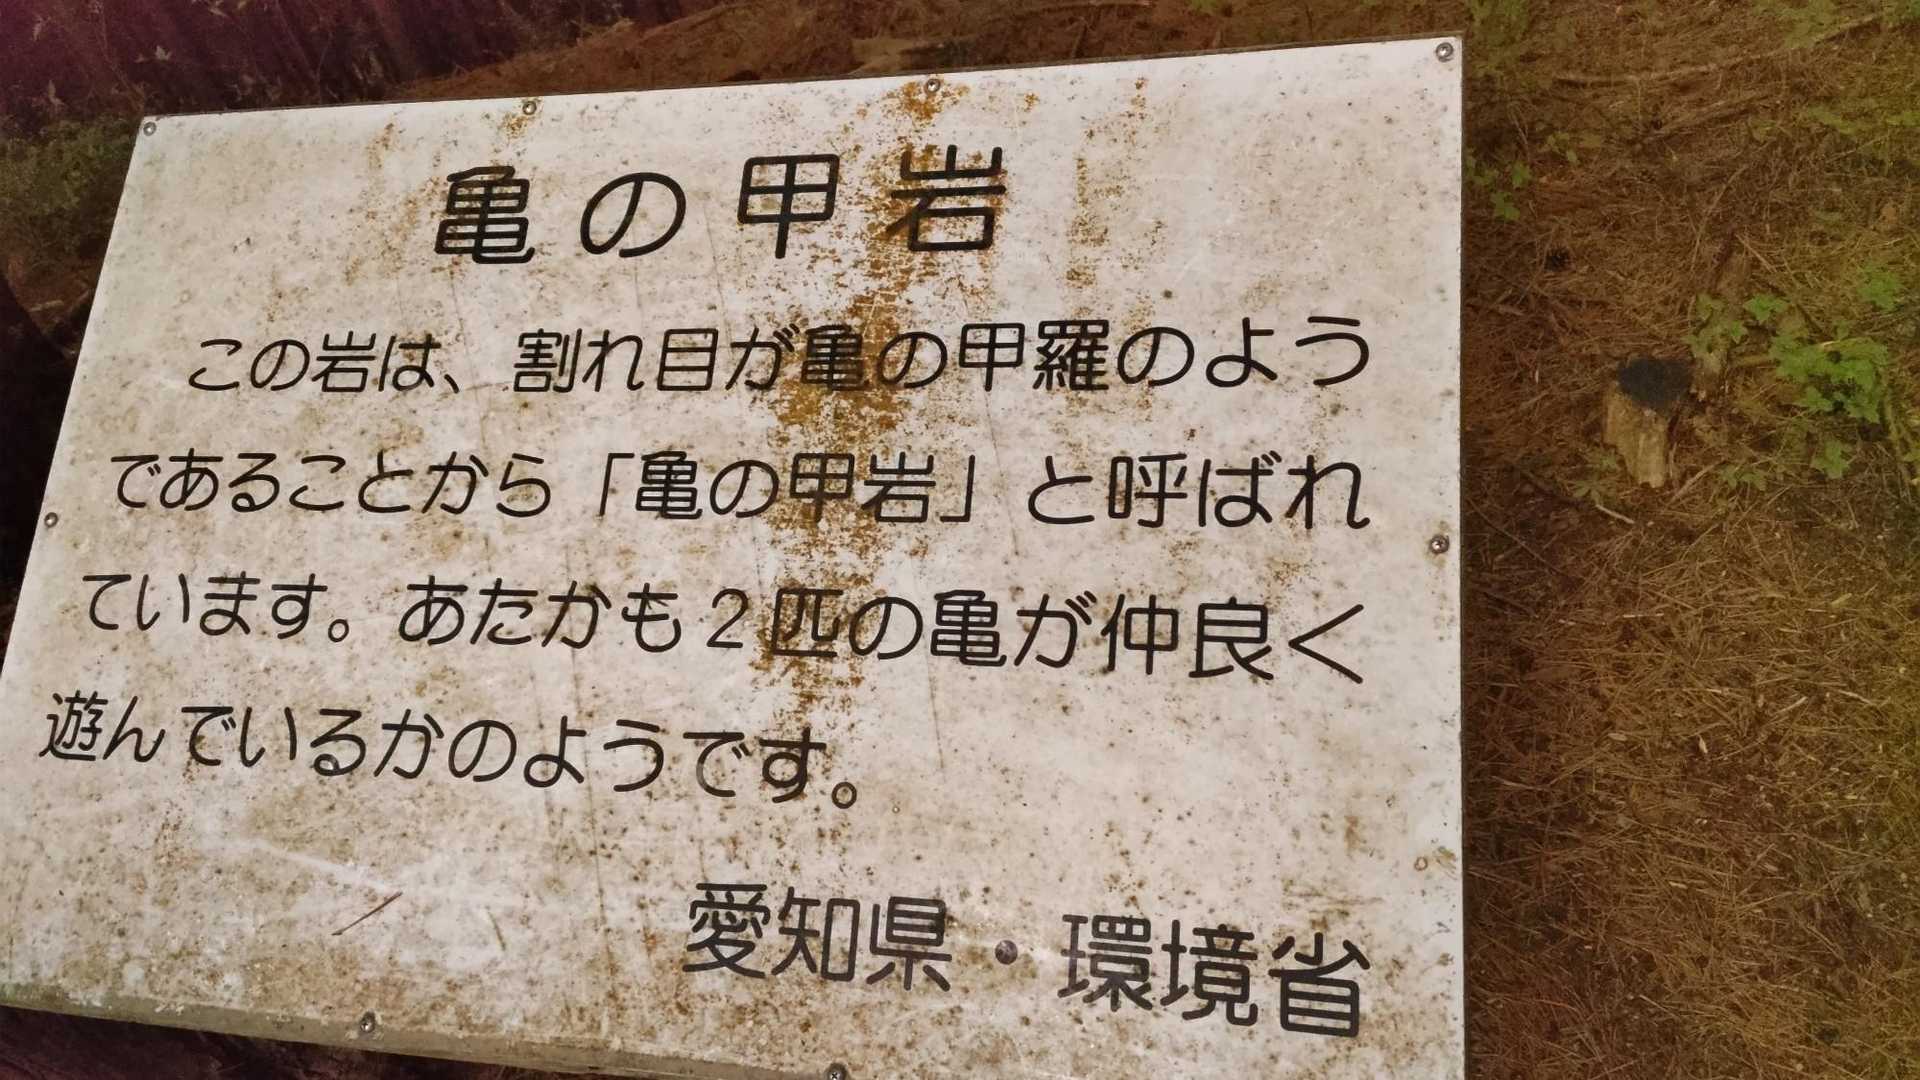 亀の甲岩
この岩は、割れ目が亀の甲羅のよう
であることから「亀の甲岩」と呼ばれ
ています。あたかも2匹の亀が仲良く
遊んでいるかのようです。
愛知県・環境省